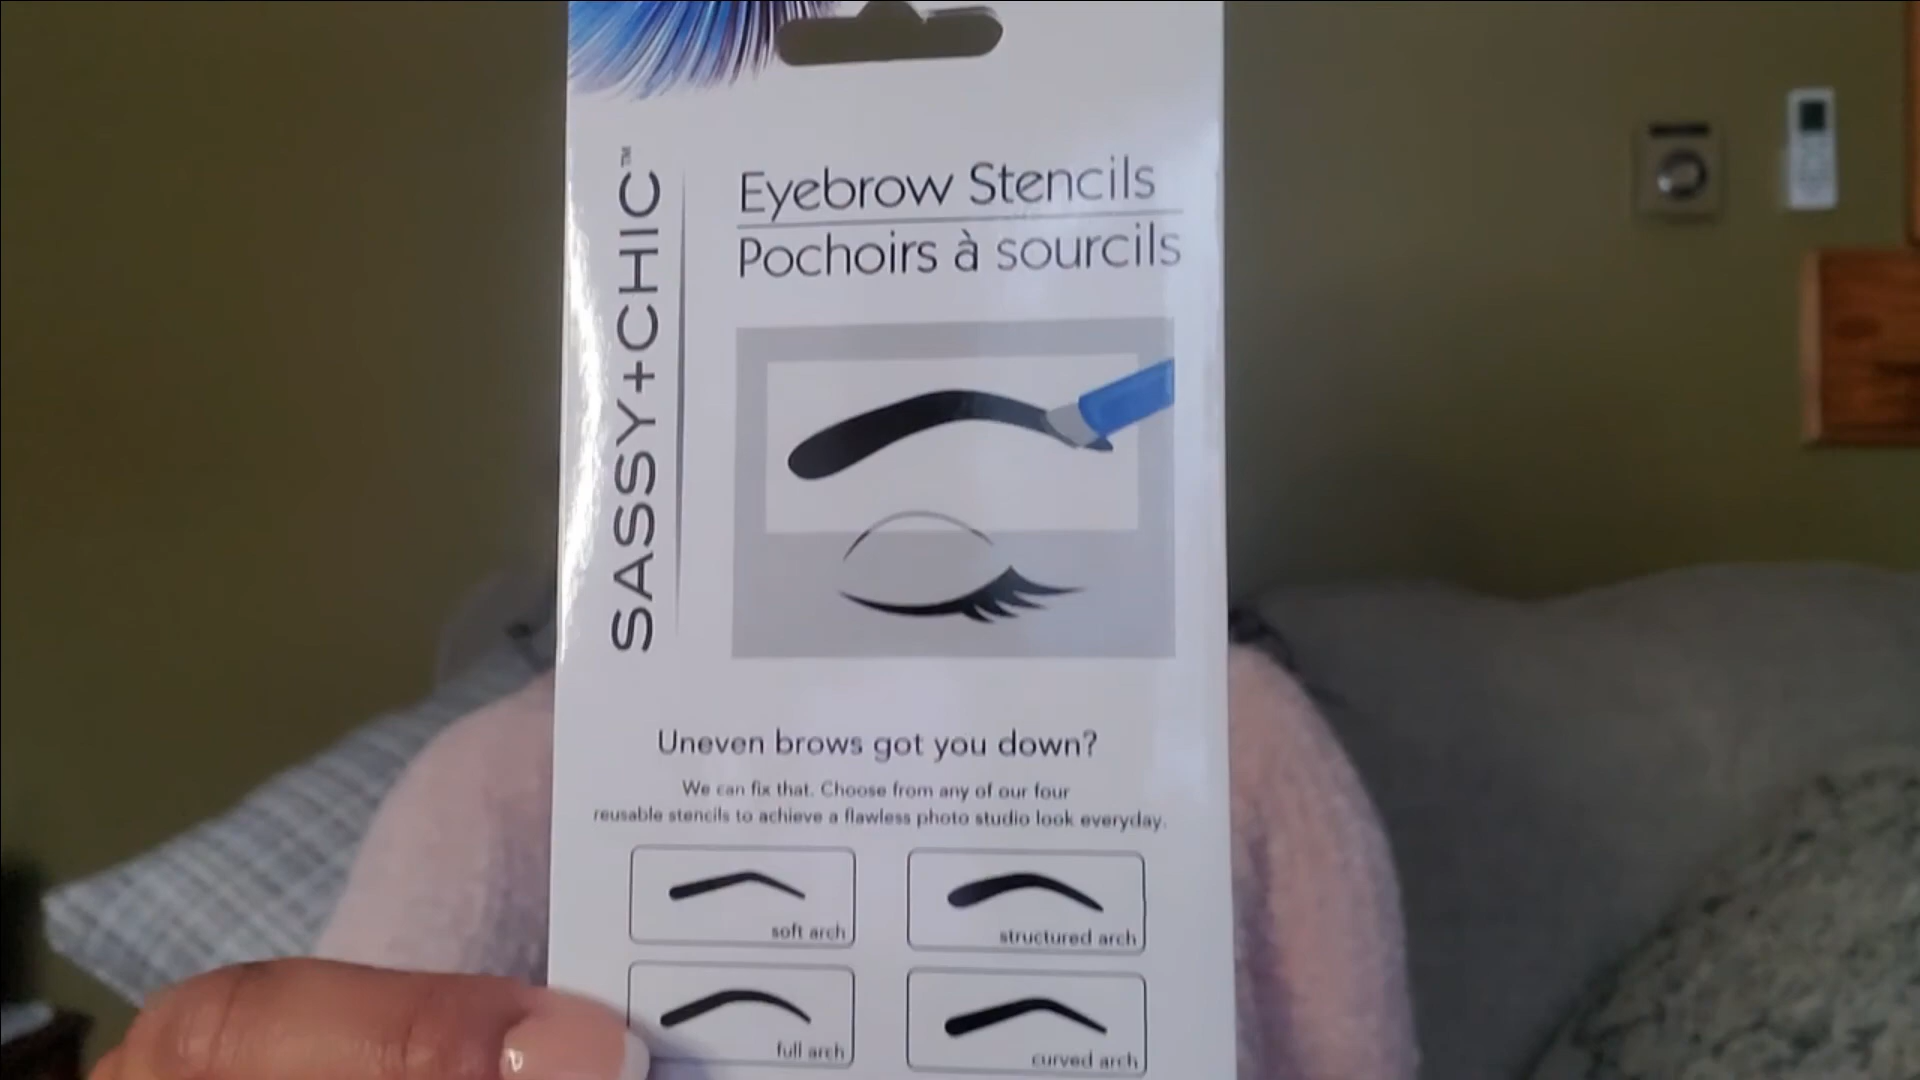 SASSY+CHIC™
Eyebrow Stencils
Pochoirs à sourcils
Uneven brows got you down?
We can fix that. Choose from any of our four
reusable stencils to achieve a flawless photo studio look everyday.
soft arch
structured arch
full arch
curved arch